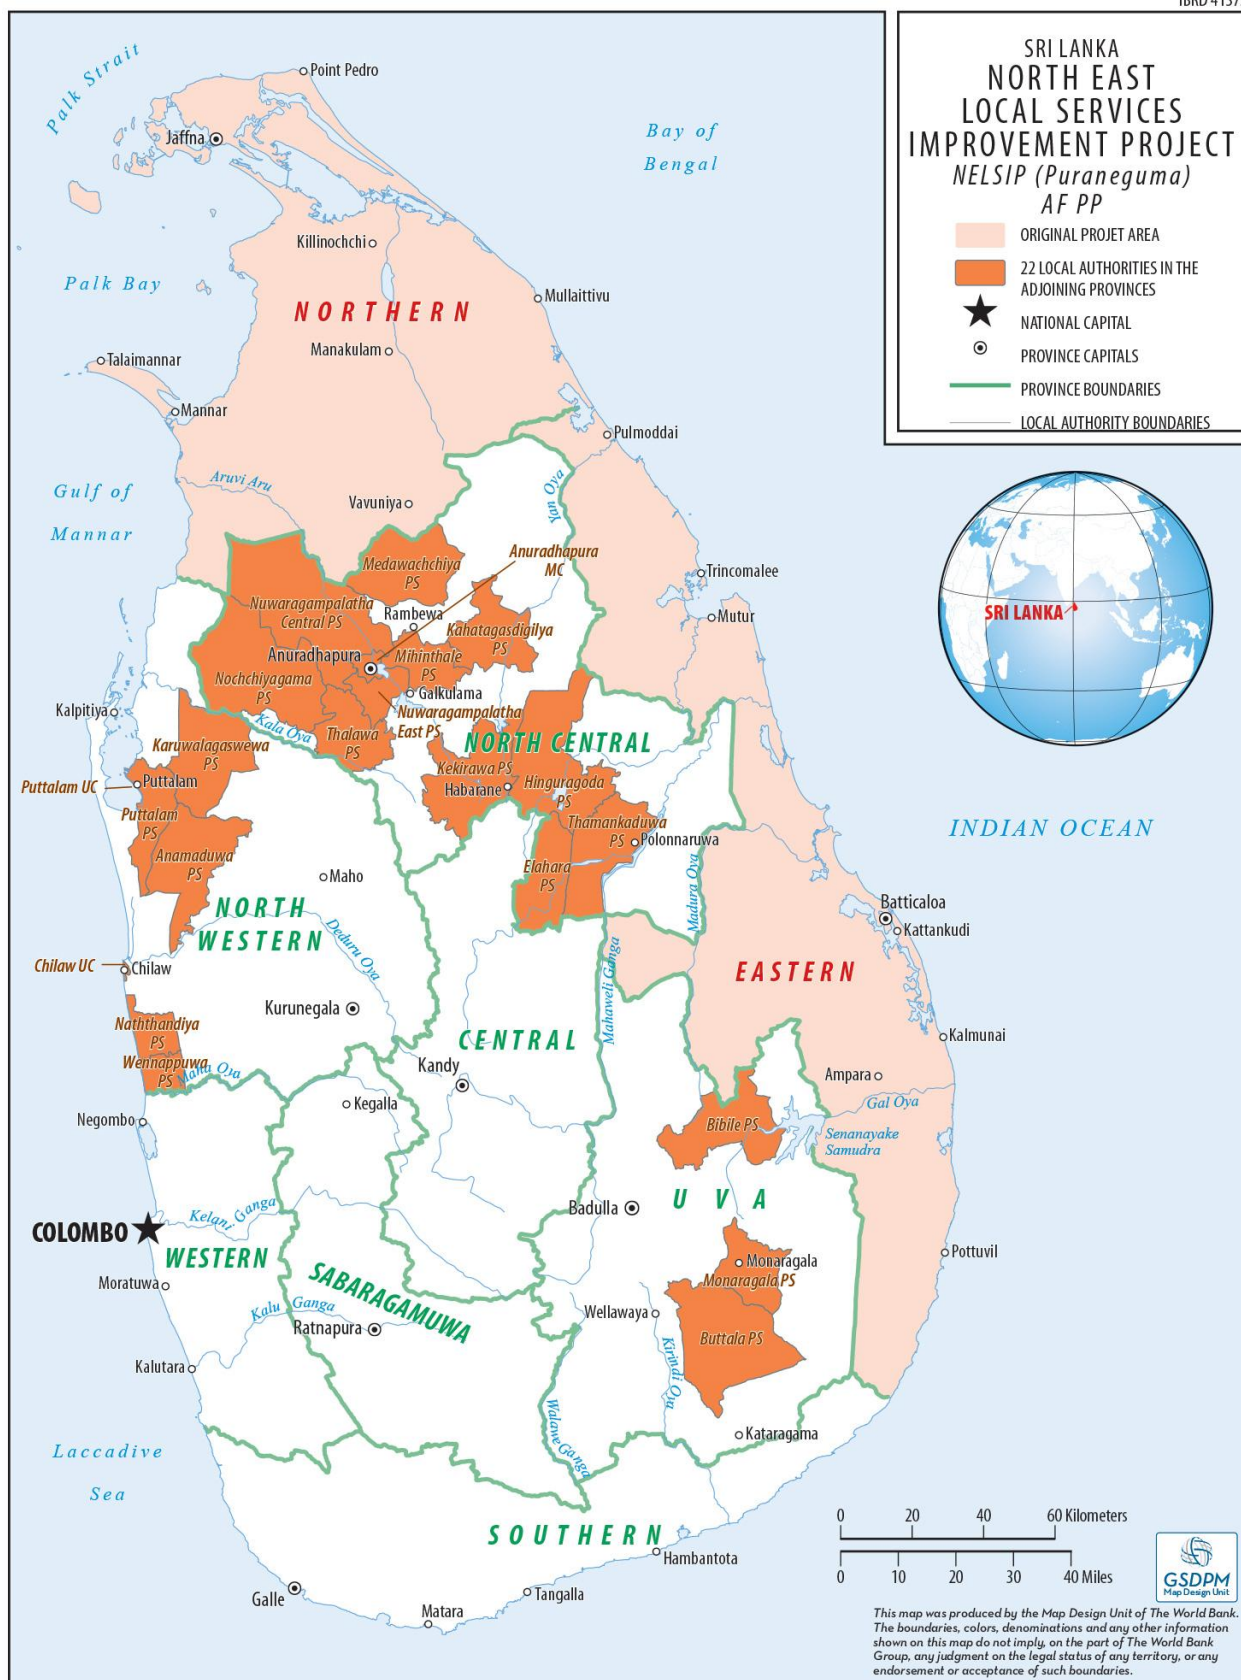 SRI LANKA
NORTH EAST
LOCAL SERVICES
IMPROVEMENT PROJECT
NELSIP (Puraneguma)
AF PP
ORIGINAL PROJET AREA
22 LOCAL AUTHORITIES IN THE
ADJOINING PROVINCES
NATIONAL CAPITAL
PROVINCE CAPITALS
PROVINCE BOUNDARIES
LOCAL AUTHORITY BOUNDARIES
Palk Strait
Point Pedro
Jaffna
Bay of
Bengal
Killinochchi
Palk Bay
Mullaittivu
NORTHERN
Manakulam
Talaimannar
Mannar
Pulmoddai
Aruvi Aru
Gulf of
Mannar
Vavuniya
Yan Oya
Medawachchiya
PS
Anuradhapura
MC
Trincomalee
Nuwaragampalatha
Central PS
Rambewa
Mutur
SRI LANKA
Kahatagasdigilya
PS
Anuradhapura
Mihinthale
PS
Nochchiyagama
PS
Galkulama
Kalpitiya
Nuwaragampalatha
East PS
Kala Oya
Thalawa
PS
NORTH CENTRAL
Karuwalagaswewa
PS
Kekirawa PS
Puttalam UC
Puttalam
Habarane
Hinguragoda
PS
Puttalam
PS
Thamankaduwa
PS
Polonnaruwa
INDIAN OCEAN
Anamaduwa
PS
Elahara
PS
Maho
Madura Oya
NORTH
WESTERN
Deduru Oya
Batticaloa
Kattankudi
Chilaw UC
Chilaw
Mahaweli Ganga
EASTERN
Kurunegala
Naththandiya
PS
CENTRAL
Kalmunai
Wennappuwa
PS
Maha Oya
Kandy
Ampara
Kegalla
Gal Oya
Negombo
Bibile PS
Senanayake
Samudra
Kelani Ganga
Badulla
UVA
COLOMBO
WESTERN
Monaragala
Monaragala PS
Pottuvil
Moratuwa
SABARAGAMUWA
Kalu Ganga
Ratnapura
Wellawaya
Buttala PS
Kirindi Oya
Kalutara
Walawe Ganga
Kataragama
Laccadive
Sea
SOUTHERN
Hambantota
Tangalla
Galle
Matara
0 20 40 60 Kilometers
0 10 20 30 40 Miles
GSDPM
Map Design Unit
This map was produced by the Map Design Unit of The World Bank.
The boundaries, colors, denominations and any other information
shown on this map do not imply, on the part of The World Bank
Group, any judgment on the legal status of any territory, or any
endorsement or acceptance of such boundaries.